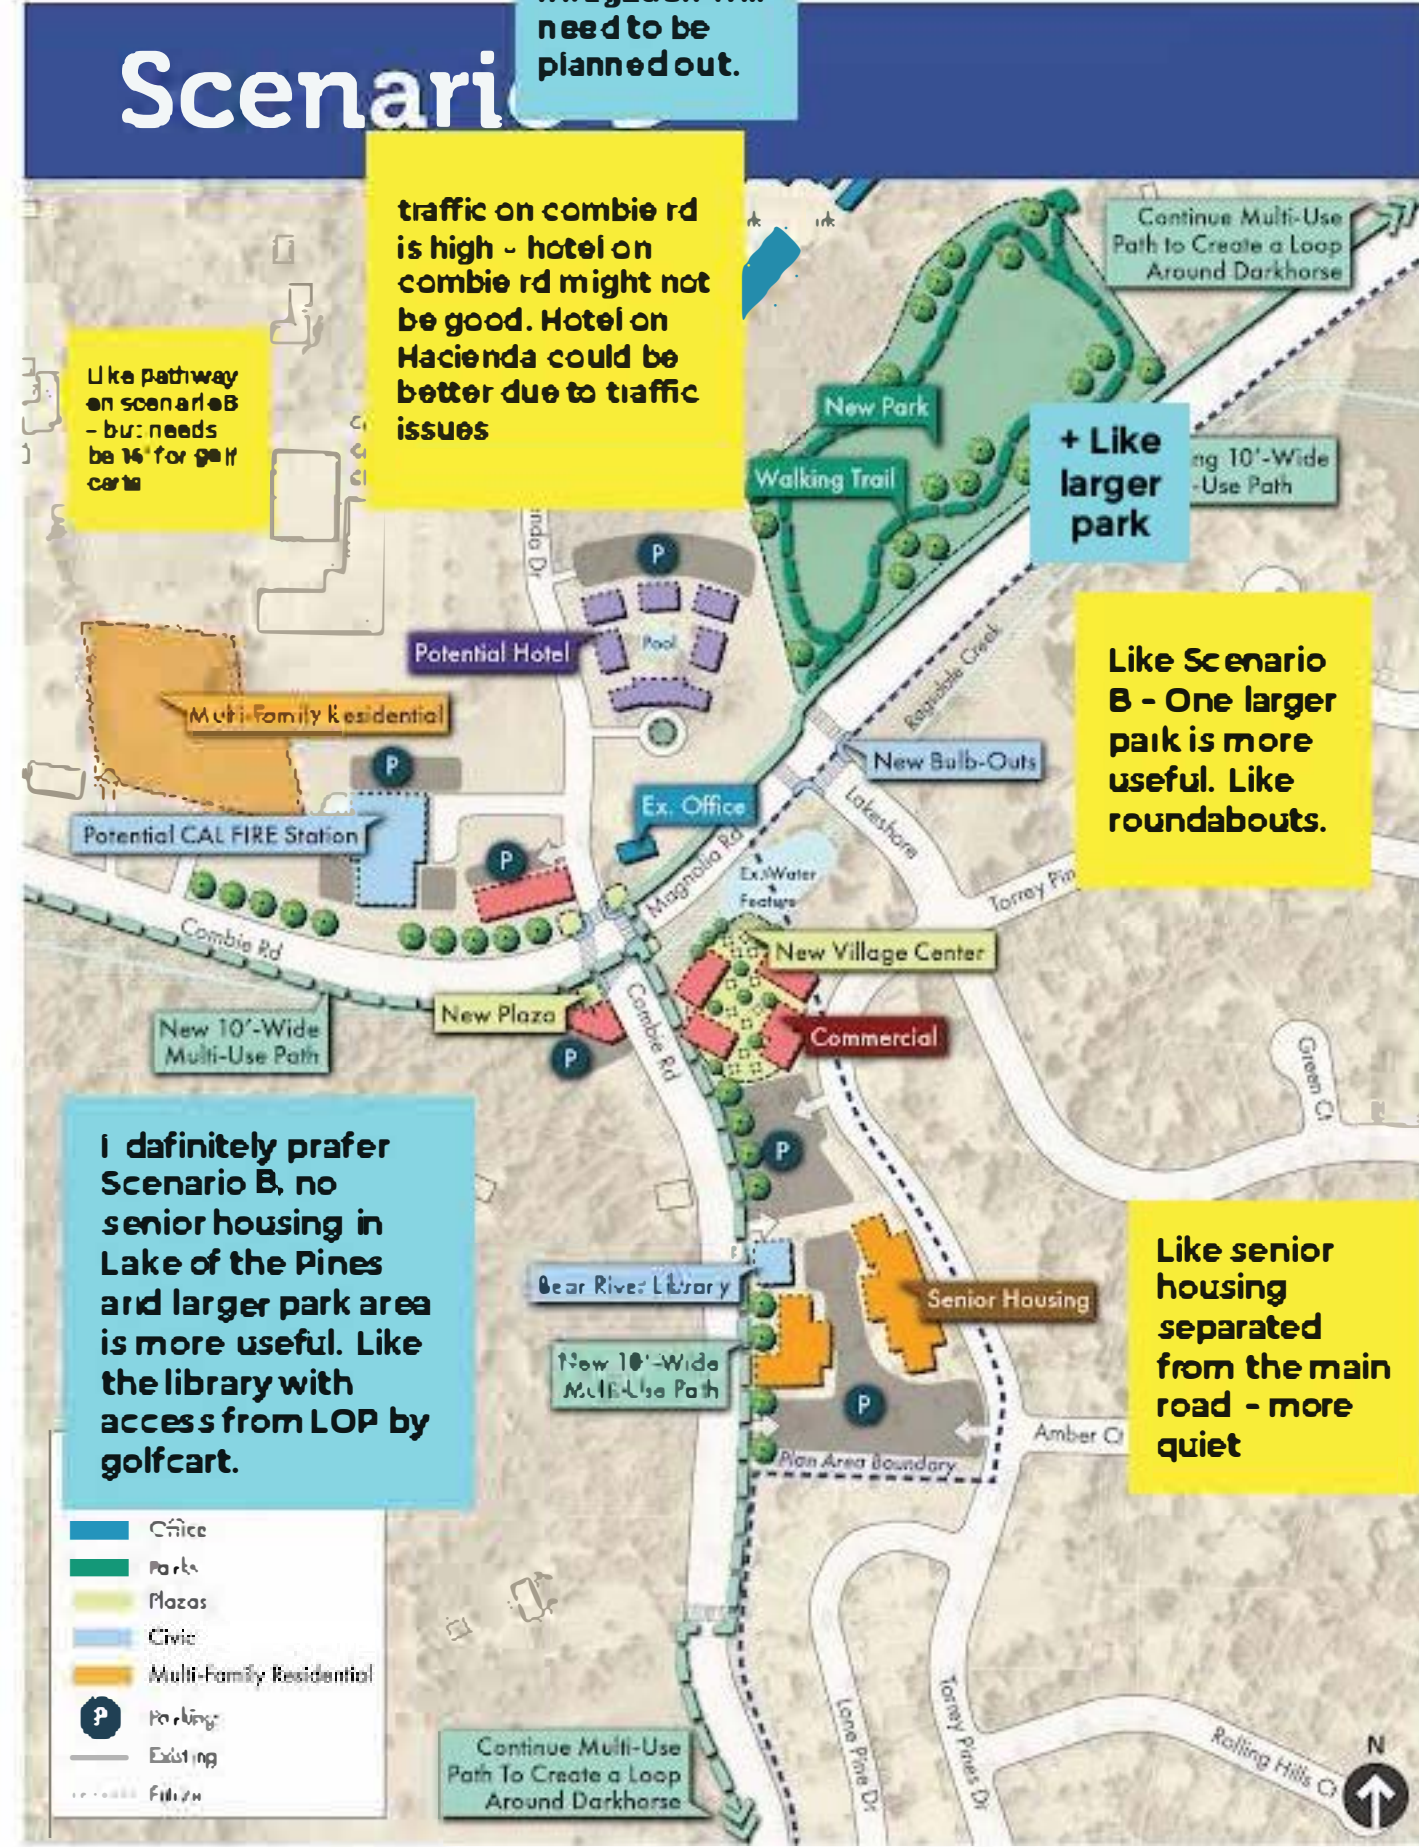 need to be
planned out.
Scenario
traffic on combie rd
is high - hotel on
combie rd might not
be good. Hotel on
Hacienda could be
better due to traffic
issues
Like pathway
on scenario B
- but needs
be 16' for golf
carts
Continue Multi-Use
Path to Create a Loop
Around Darkhorse
New Park
Walking Trail
+ Like
larger
park
ng 10'-Wide
-Use Path
nda Dr
P
Pool
Potential Hotel
Like Scenario
B - One larger
park is more
useful. Like
roundabouts.
Multi-Family Residential
Ragsdale Creek
New Bulb-Outs
P
Ex. Office
Lakeshore
Potential CAL FIRE Station
P
Magnolia Rd
Ex. Water
Feature
Torrey Pin
Combie Rd
New Village Center
New Plaza
Combie Rd
Commercial
New 10'-Wide
Multi-Use Path
P
Green Ct
P
I dafinitely prafer
Scenario B, no
senior housing in
Lake of the Pines
and larger park area
is more useful. Like
the library with
access from LOP by
golfcart.
Like senior
housing
separated
from the main
road - more
quiet
Bear River Library
Senior Housing
New 10'-Wide
Multi-Use Path
P
Amber Ct
Plan Area Boundary
Office
Parks
Plazas
Civic
Multi-Family Residential
P
Parking
Existing
Future
Continue Multi-Use
Path To Create a Loop
Around Darkhorse
Lone Pine Dr
Torrey Pines Dr
Rolling Hills Ct
N